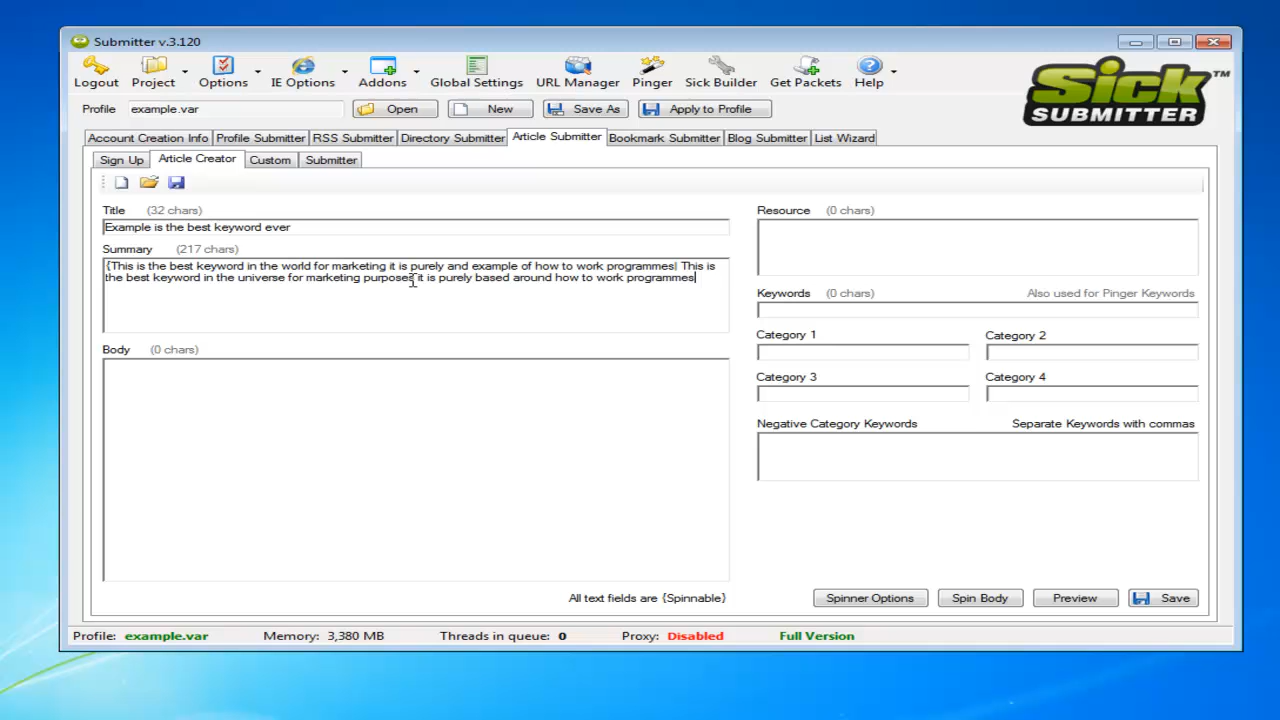 Submitter v.3.120
Logout Project Options IE Options Addons Global Settings URL Manager Pinger Sick Builder Get Packets Help
SiCK SUBMITTER ™
Profile example.var Open New Save As Apply to Profile
Account Creation Info Profile Submitter RSS Submitter Directory Submitter Article Submitter Bookmark Submitter Blog Submitter List Wizard
Sign Up Article Creator Custom Submitter
Title (32 chars)
Example is the best keyword ever
Summary (217 chars)
{This is the best keyword in the world for marketing it is purely and example of how to work programmes| This is
the best keyword in the universe for marketing purposes it is purely based around how to work programmes
Body (0 chars)
All text fields are {Spinnable}
Resource (0 chars)
Keywords (0 chars) Also used for Pinger Keywords
Category 1 Category 2
Category 3 Category 4
Negative Category Keywords Separate Keywords with commas
Spinner Options Spin Body Preview Save
Profile: example.var Memory: 3,380 MB Threads in queue: 0 Proxy: Disabled Full Version